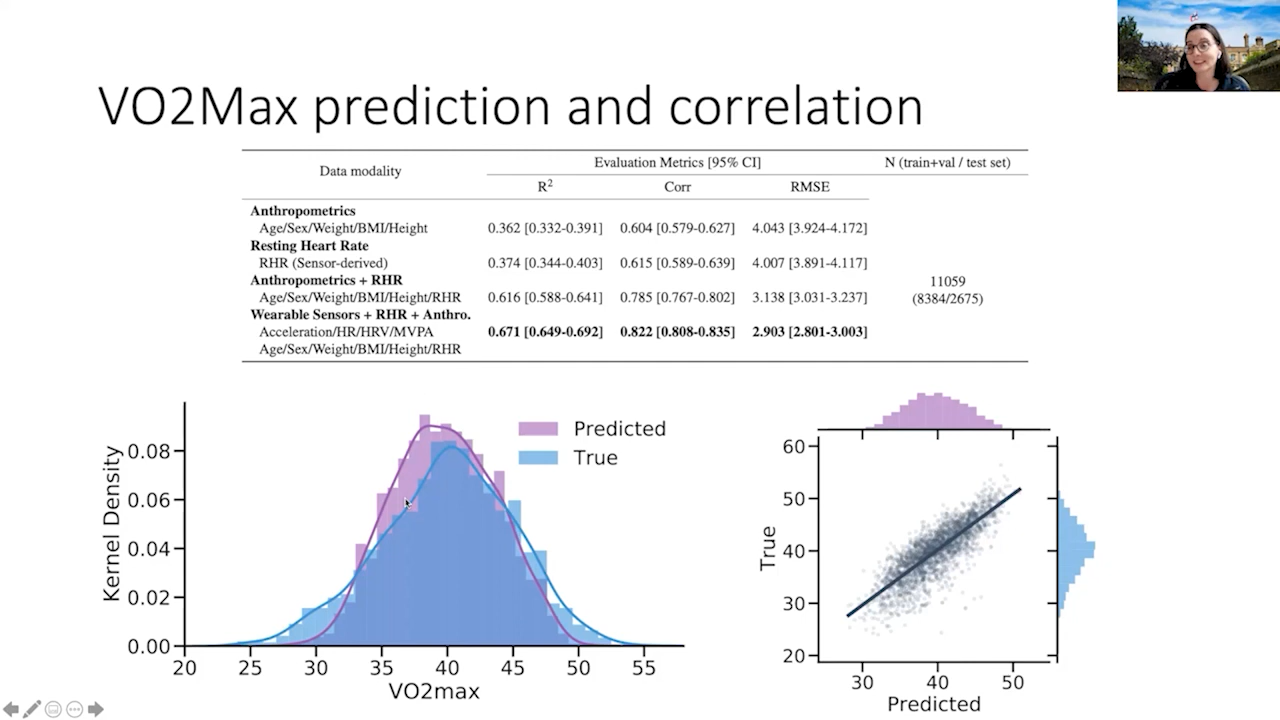 VO2Max prediction and correlation
Data modality
Evaluation Metrics [95% CI]
N (train+val / test set)
R2 Corr RMSE
Anthropometrics
Age/Sex/Weight/BMI/Height 0.362 [0.332-0.391] 0.604 [0.579-0.627] 4.043 [3.924-4.172]
Resting Heart Rate
RHR (Sensor-derived) 0.374 [0.344-0.403] 0.615 [0.589-0.639] 4.007 [3.891-4.117]
Anthropometrics + RHR
Age/Sex/Weight/BMI/Height/RHR 0.616 [0.588-0.641] 0.785 [0.767-0.802] 3.138 [3.031-3.237]
11059
(8384/2675)
Wearable Sensors + RHR + Anthro.
Acceleration/HR/HRV/MVPA 0.671 [0.649-0.692] 0.822 [0.808-0.835] 2.903 [2.801-3.003]
Age/Sex/Weight/BMI/Height/RHR
Kernel Density
0.08
0.06
0.04
0.02
0.00
20 25 30 35 40 45 50 55
VO2max
Predicted
True
True
60
50
40
30
20
30 40 50
Predicted